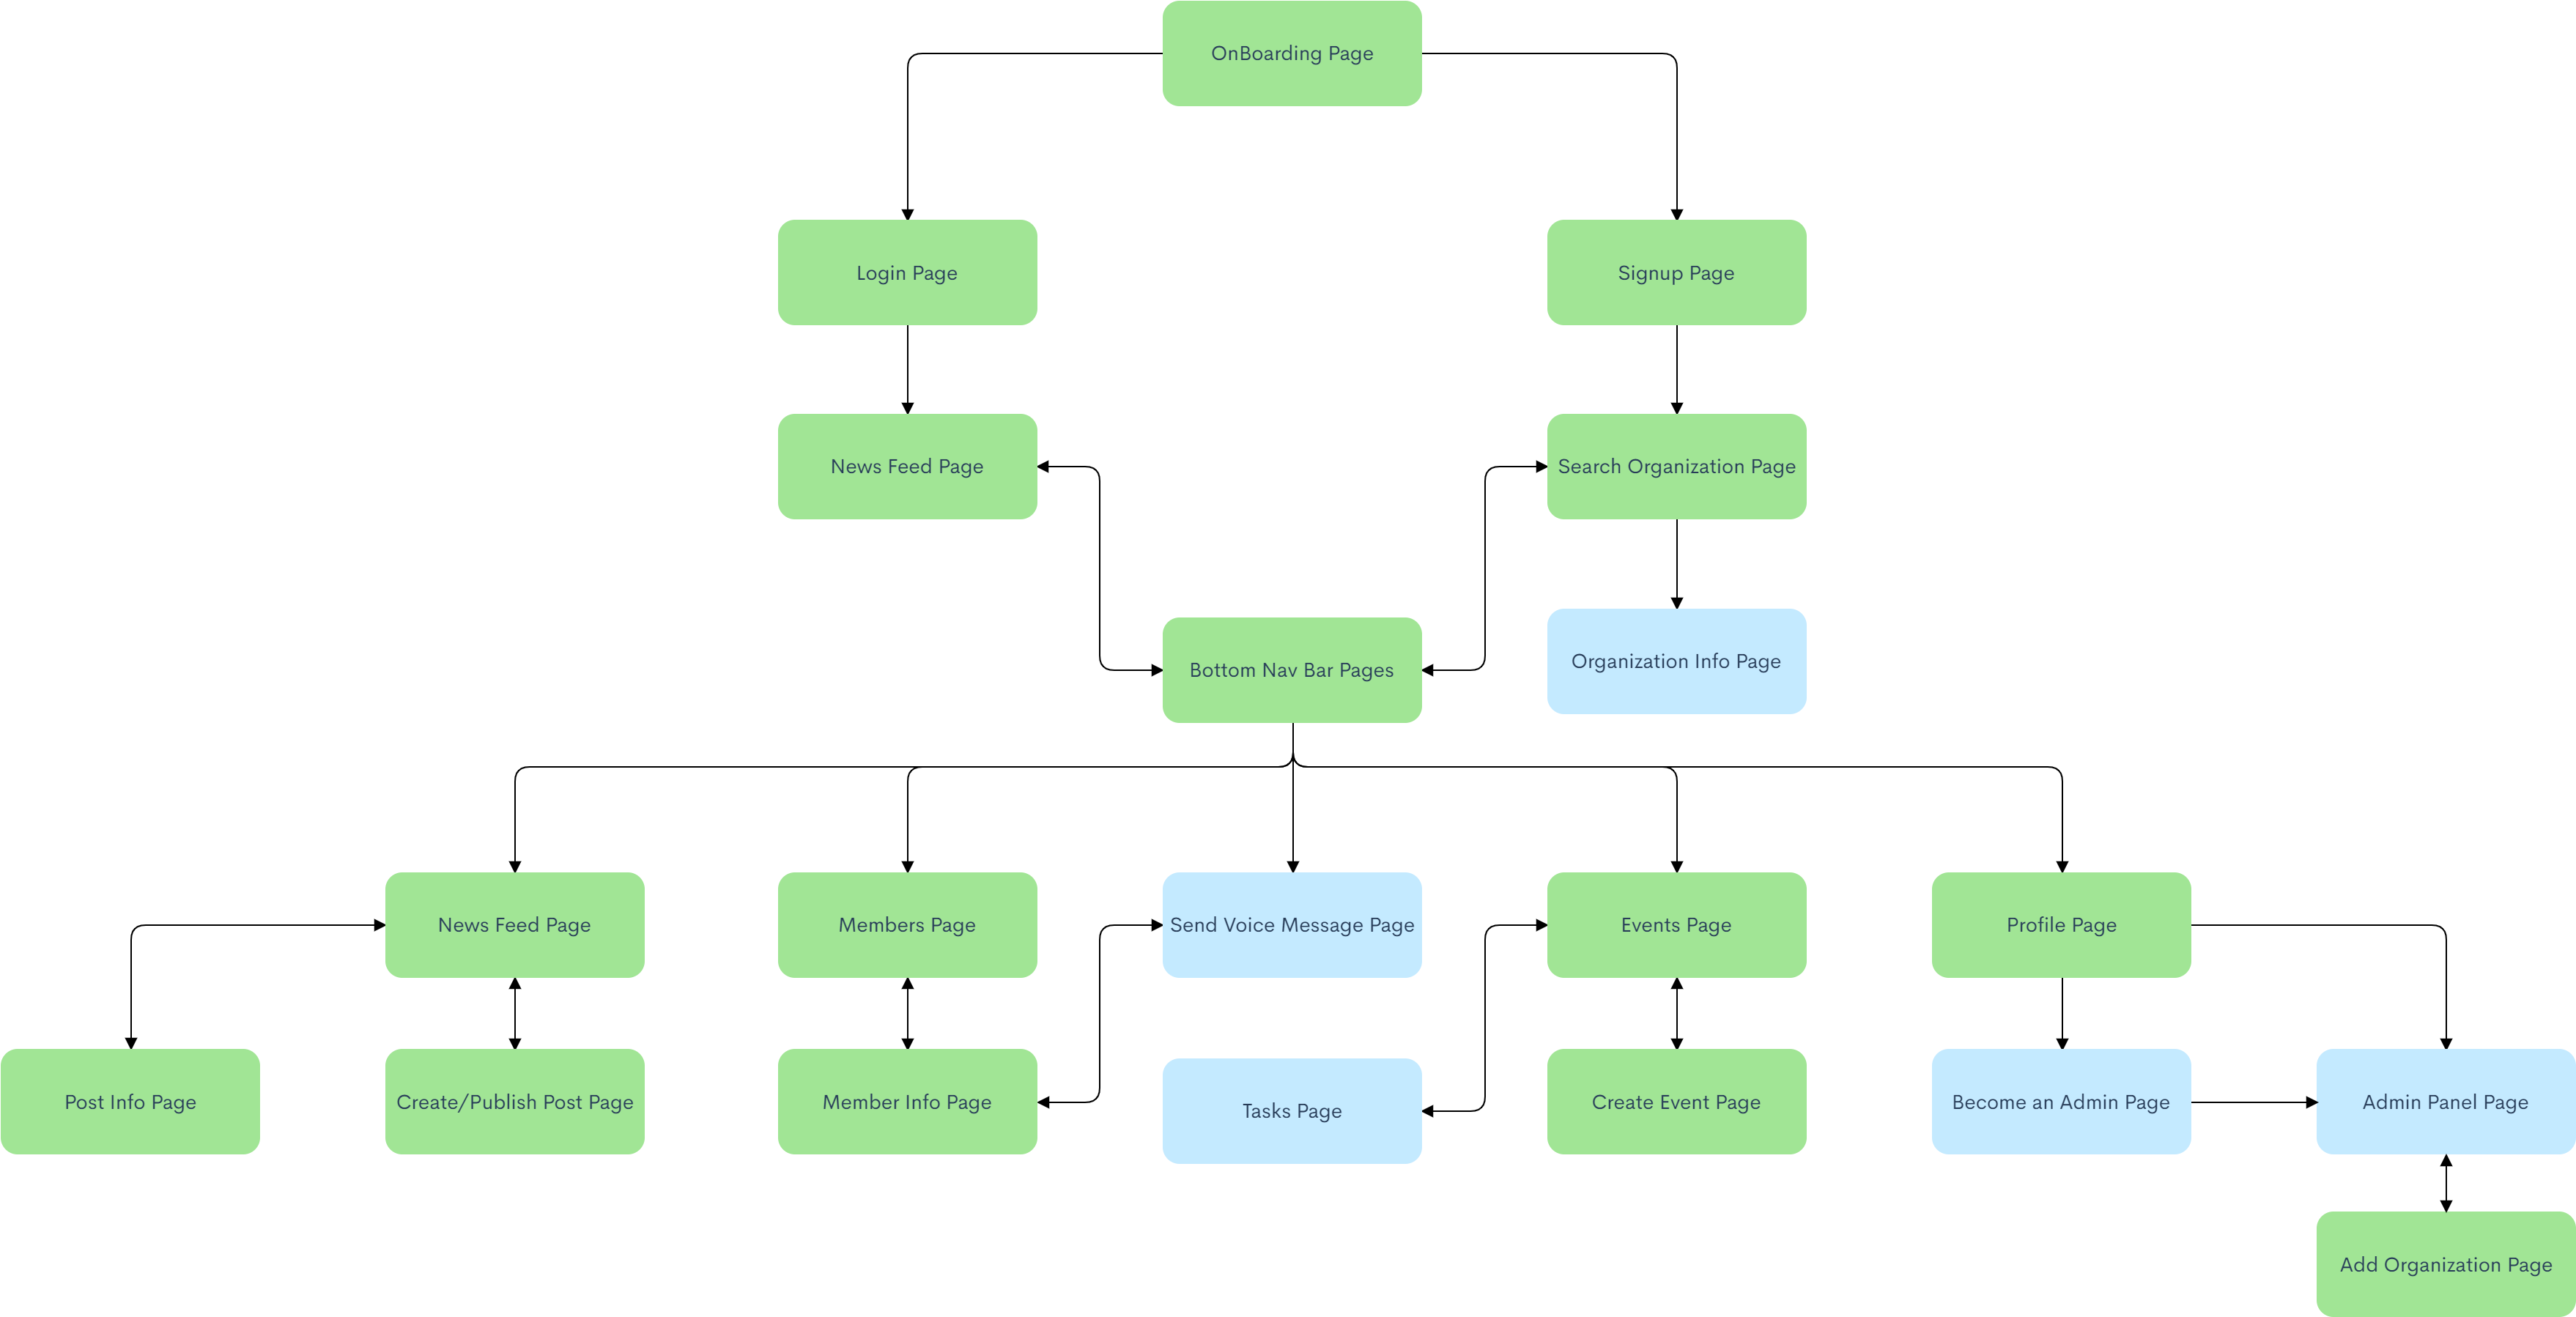 OnBoarding Page
Login Page
Signup Page
News Feed Page
Search Organization Page
Organization Info Page
Bottom Nav Bar Pages
News Feed Page
Members Page
Send Voice Message Page
Events Page
Profile Page
Post Info Page
Create/Publish Post Page
Member Info Page
Tasks Page
Create Event Page
Become an Admin Page
Admin Panel Page
Add Organization Page